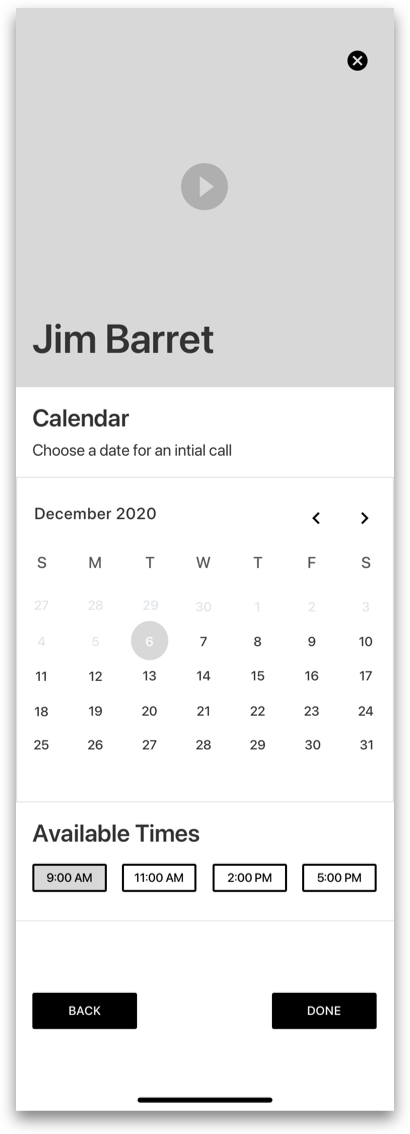 Jim Barret
Calendar
Choose a date for an intial call
December 2020
S M T W T F S
27 28 29 30 1 2 3
4 5 6 7 8 9 10
11 12 13 14 15 16 17
18 19 20 21 22 23 24
25 26 27 28 29 30 31
Available Times
9:00 AM 11:00 AM 2:00 PM 5:00 PM
BACK DONE